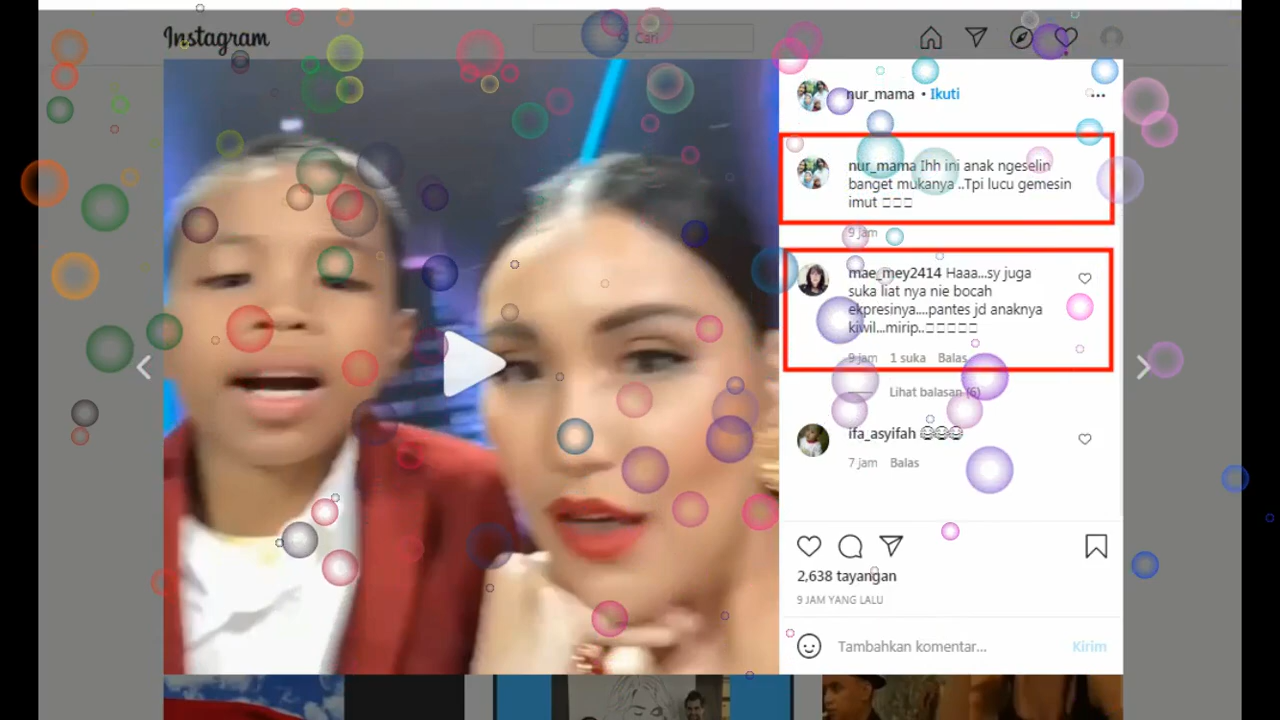 Instagram
Cari
nur_mama • Ikuti
nur_mama Ihh ini anak ngeselin
banget mukanya ..Tpi lucu gemesin
imut
9 jam
mae_mey2414 Haaa...sy juga
suka liat nya nie bocah
ekpresinya....pantes jd anaknya
kiwil...mirip..
9 jam 1 suka Balas
Lihat balasan (6)
ifa_asyifah 😂😂😂
7 jam Balas
2,638 tayangan
9 JAM YANG LALU
Tambahkan komentar... Kirim